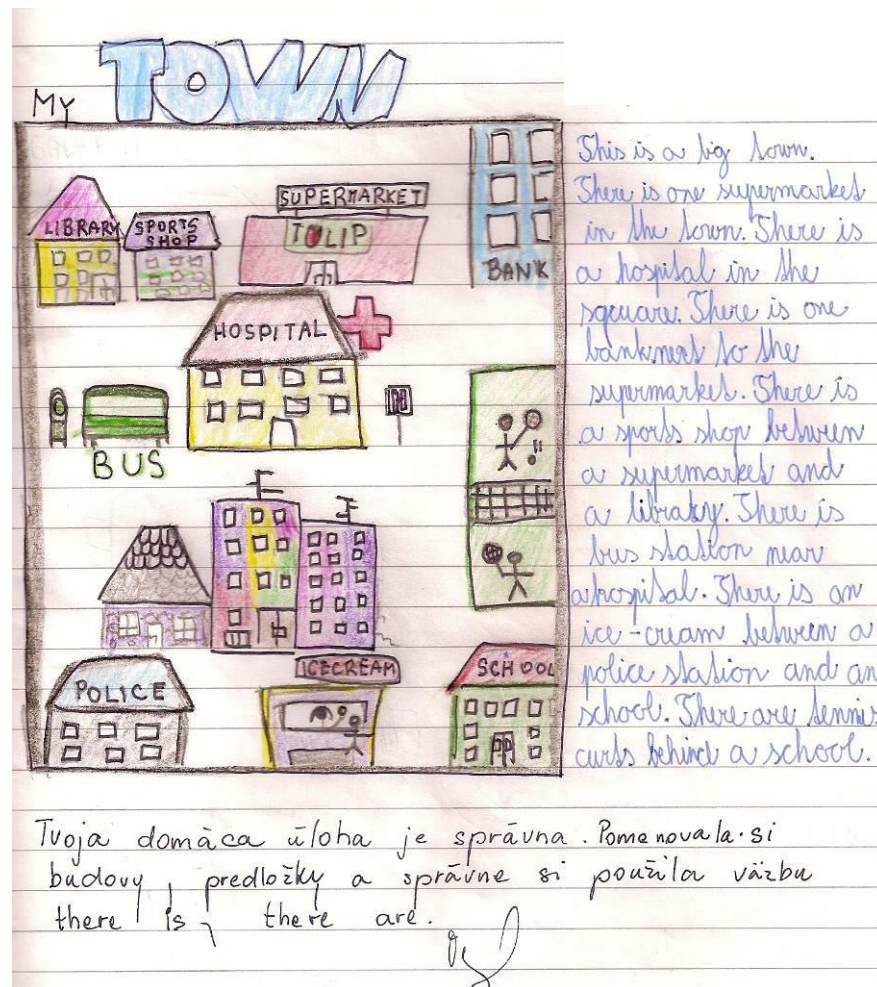 My TOWN
LIBRARY
SPORTS
SHOP
SUPERMARKET
TULIP
BANK
HOSPITAL
BUS
POLICE
ICECREAM
SCHOOL
This is a big town.
There is one supermarket
in the town. There is
a hospital in the
square. There is one
banknext to the
supermarket. There is
a sports shop between
a supermarket and
a library. There is
bus station near
a hospital. There is an
ice-cream between a
police station and an
school. There are tennis
curts behind a school.
Tvoja domáca úloha je správna. Pomenovala si
budovy, predložky a správne si použila väzbu
there is, there are.